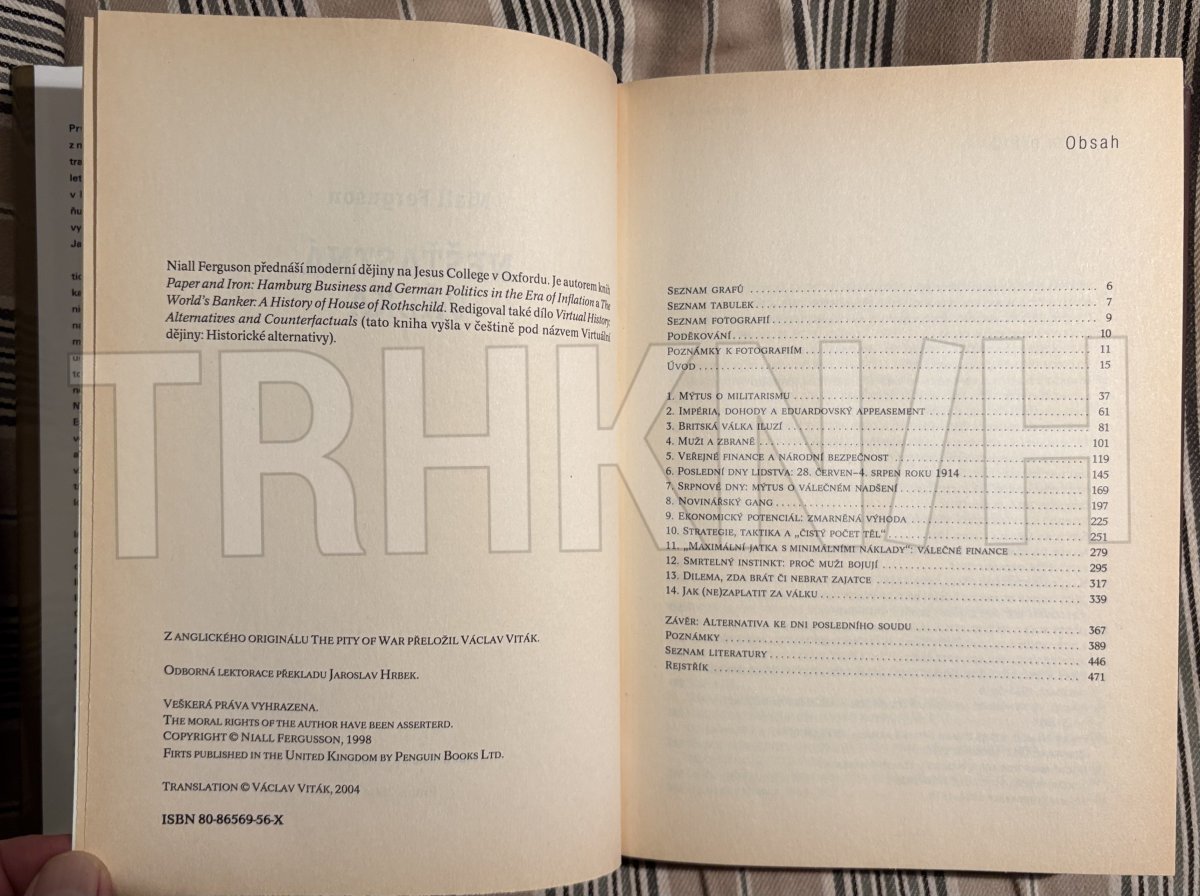 Niall Ferguson přednáší moderní dějiny na Jesus College v Oxfordu. Je autorem knih
Paper and Iron: Hamburg Business and German Politics in the Era of Inflation a The
World's Banker: A History of House of Rothschild. Redigoval také dílo Virtual History:
Alternatives and Counterfactuals (tato kniha vyšla v češtině pod názvem Virtuální
dějiny: Historické alternativy).
Z ANGLICKÉHO ORIGINÁLU THE PITY OF WAR PŘELOŽIL VÁCLAV VITÁK.
ODBORNÁ LEKTORACE PŘEKLADU JAROSLAV HRBEK.
VEŠKERÁ PRÁVA VYHRAZENA.
THE MORAL RIGHTS OF THE AUTHOR HAVE BEEN ASSERTERD.
COPYRIGHT © NIALL FERGUSSON, 1998
FIRTS PUBLISHED IN THE UNITED KINGDOM BY PENGUIN BOOKS LTD.
TRANSLATION © VÁCLAV VITÁK, 2004
ISBN 80-86569-56-X
Obsah
SEZNAM GRAFŮ 6
SEZNAM TABULEK 7
SEZNAM FOTOGRAFIÍ 9
PODĚKOVÁNÍ 10
POZNÁMKY K FOTOGRAFIÍM 11
ÚVOD 15
1. MÝTUS O MILITARISMU 37
2. IMPÉRIA, DOHODY A EDUARDOVSKÝ APPEASEMENT 61
3. BRITSKÁ VÁLKA ILUZÍ 81
4. MUŽI A ZBRANĚ 101
5. VEŘEJNÉ FINANCE A NÁRODNÍ BEZPEČNOST 119
6. POSLEDNÍ DNY LIDSTVA: 28. ČERVEN–4. SRPEN ROKU 1914 145
7. SRPNOVÉ DNY: MÝTUS O VÁLEČNÉM NADŠENÍ 169
8. NOVINÁŘSKÝ GANG 197
9. EKONOMICKÝ POTENCIÁL: ZMARNĚNÁ VÝHODA 225
10. STRATEGIE, TAKTIKA A „ČISTÝ POČET TĚL“ 251
11. „MAXIMÁLNÍ JATKA S MINIMÁLNÍMI NÁKLADY“: VÁLEČNÉ FINANCE 279
12. SMRTELNÝ INSTINKT: PROČ MUŽI BOJUJÍ 295
13. DILEMA, ZDA BRÁT ČI NEBRAT ZAJATCE 317
14. JAK (NE)ZAPLATIT ZA VÁLKU 339
ZÁVĚR: ALTERNATIVA KE DNI POSLEDNÍHO SOUDU 367
POZNÁMKY 389
SEZNAM LITERATURY 446
REJSTŘÍK 471
TRHKNIH